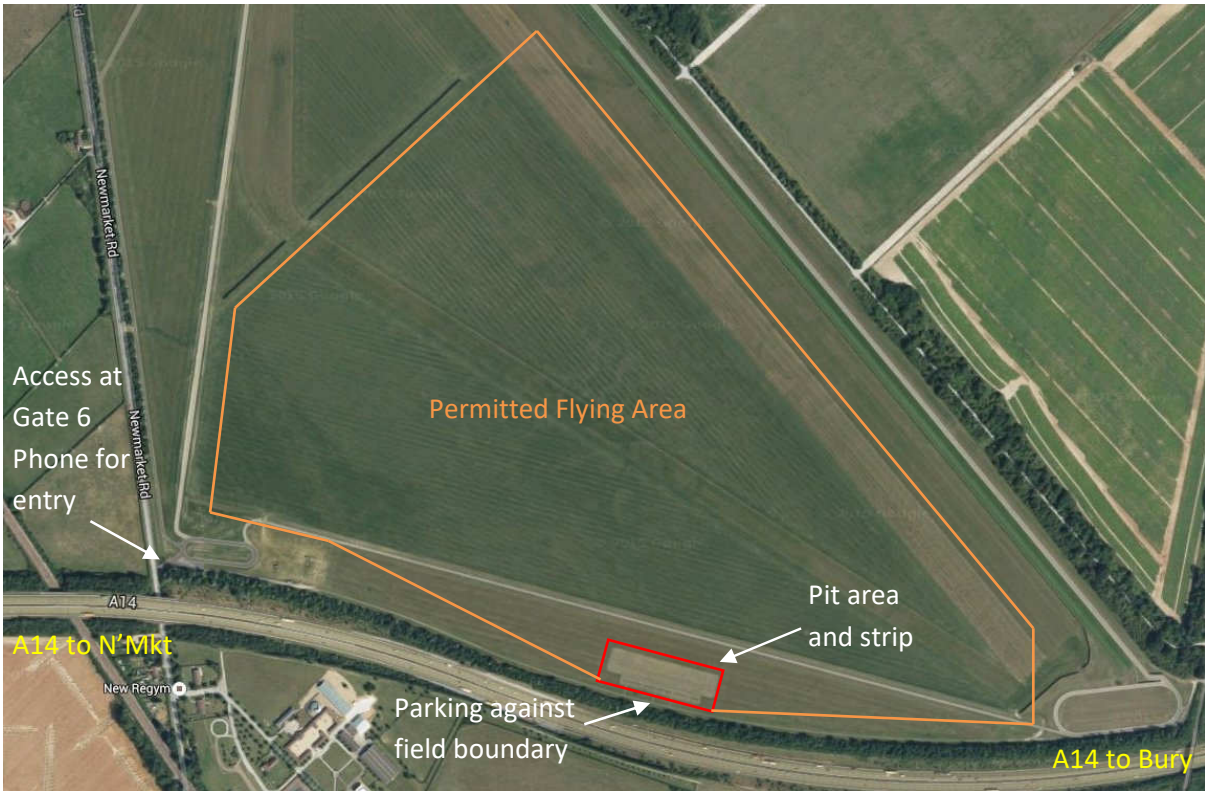 Rd
Newmarket Rd
Access at
Gate 6
Phone for
entry
Newmarket Rd
Permitted Flying Area
A14
A14 to N'Mkt
New Regym
Pit area
and strip
Parking against
field boundary
A14 to Bury